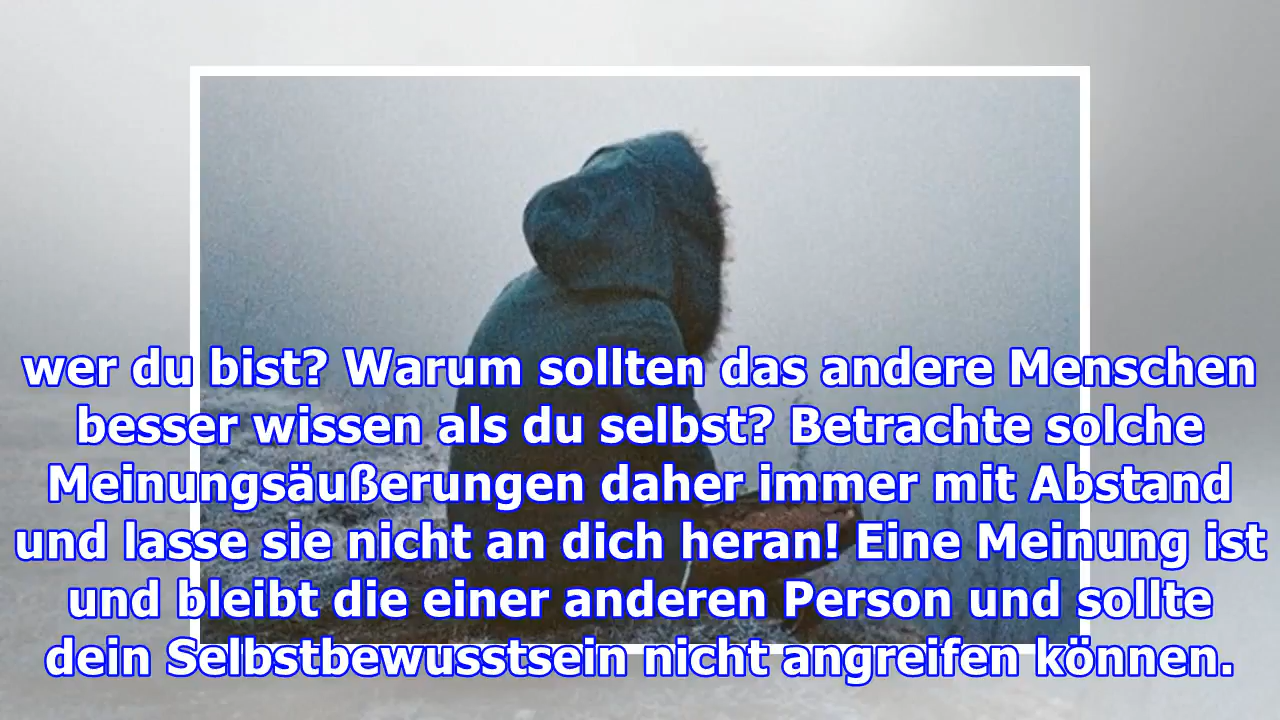 wer du bist? Warum sollten das andere Menschen
besser wissen als du selbst? Betrachte solche
Meinungsäußerungen daher immer mit Abstand
und lasse sie nicht an dich heran! Eine Meinung ist
und bleibt die einer anderen Person und sollte
dein Selbstbewusstsein nicht angreifen können.